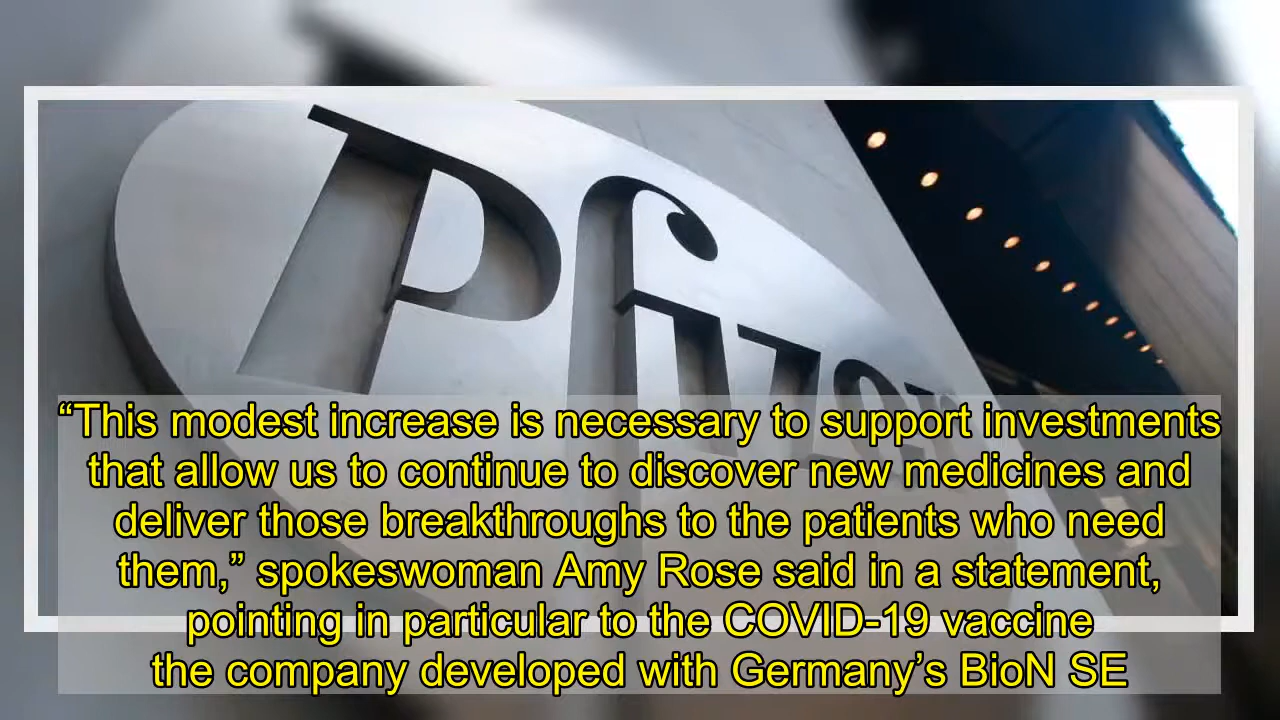 Pfizer
“This modest increase is necessary to support investments
that allow us to continue to discover new medicines and
deliver those breakthroughs to the patients who need
them,” spokeswoman Amy Rose said in a statement,
pointing in particular to the COVID-19 vaccine
the company developed with Germany’s BioN SE